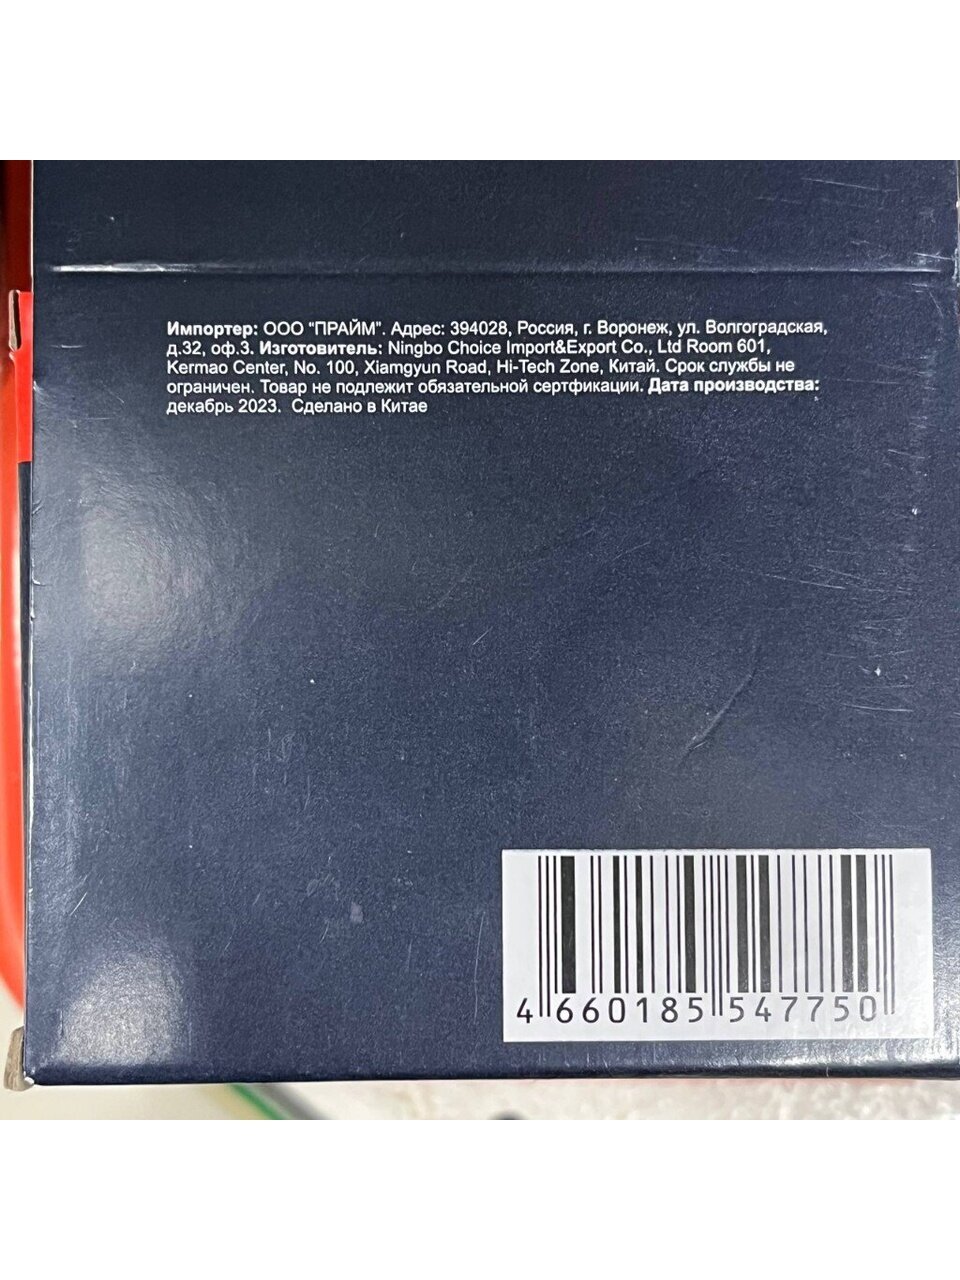 Импортер: ООО "ПРАЙМ". Адрес: 394028, Россия, г. Воронеж, ул. Волгоградская,
д.32, оф.3. Изготовитель: Ningbo Choice Import&Export Co., Ltd Room 601,
Kermao Center, No. 100, Xiamgyun Road, Hi-Tech Zone, Китай. Срок службы не
ограничен. Товар не подлежит обязательной сертфикации. Дата производства:
декабрь 2023. Сделано в Китае
4 660185 547750